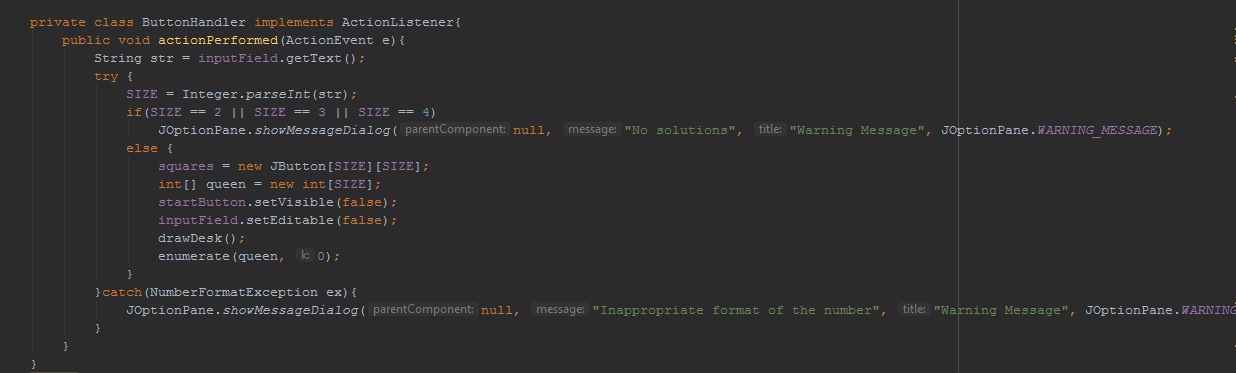 private class ButtonHandler implements ActionListener{
public void actionPerformed(ActionEvent e){
String str = inputField.getText();
try {
SIZE = Integer.parseInt(str);
if(SIZE == 2 || SIZE == 3 || SIZE == 4)
JOptionPane.showMessageDialog( parentComponent: null, message: "No solutions", title: "Warning Message", JOptionPane.WARNING_MESSAGE);
else {
squares = new JButton[SIZE][SIZE];
int[] queen = new int[SIZE];
startButton.setVisible(false);
inputField.setEditable(false);
drawDesk();
enumerate(queen, k: 0);
}
}catch(NumberFormatException ex){
JOptionPane.showMessageDialog( parentComponent: null, message: "Inappropriate format of the number", title: "Warning Message", JOptionPane.WARNING
}
}
}